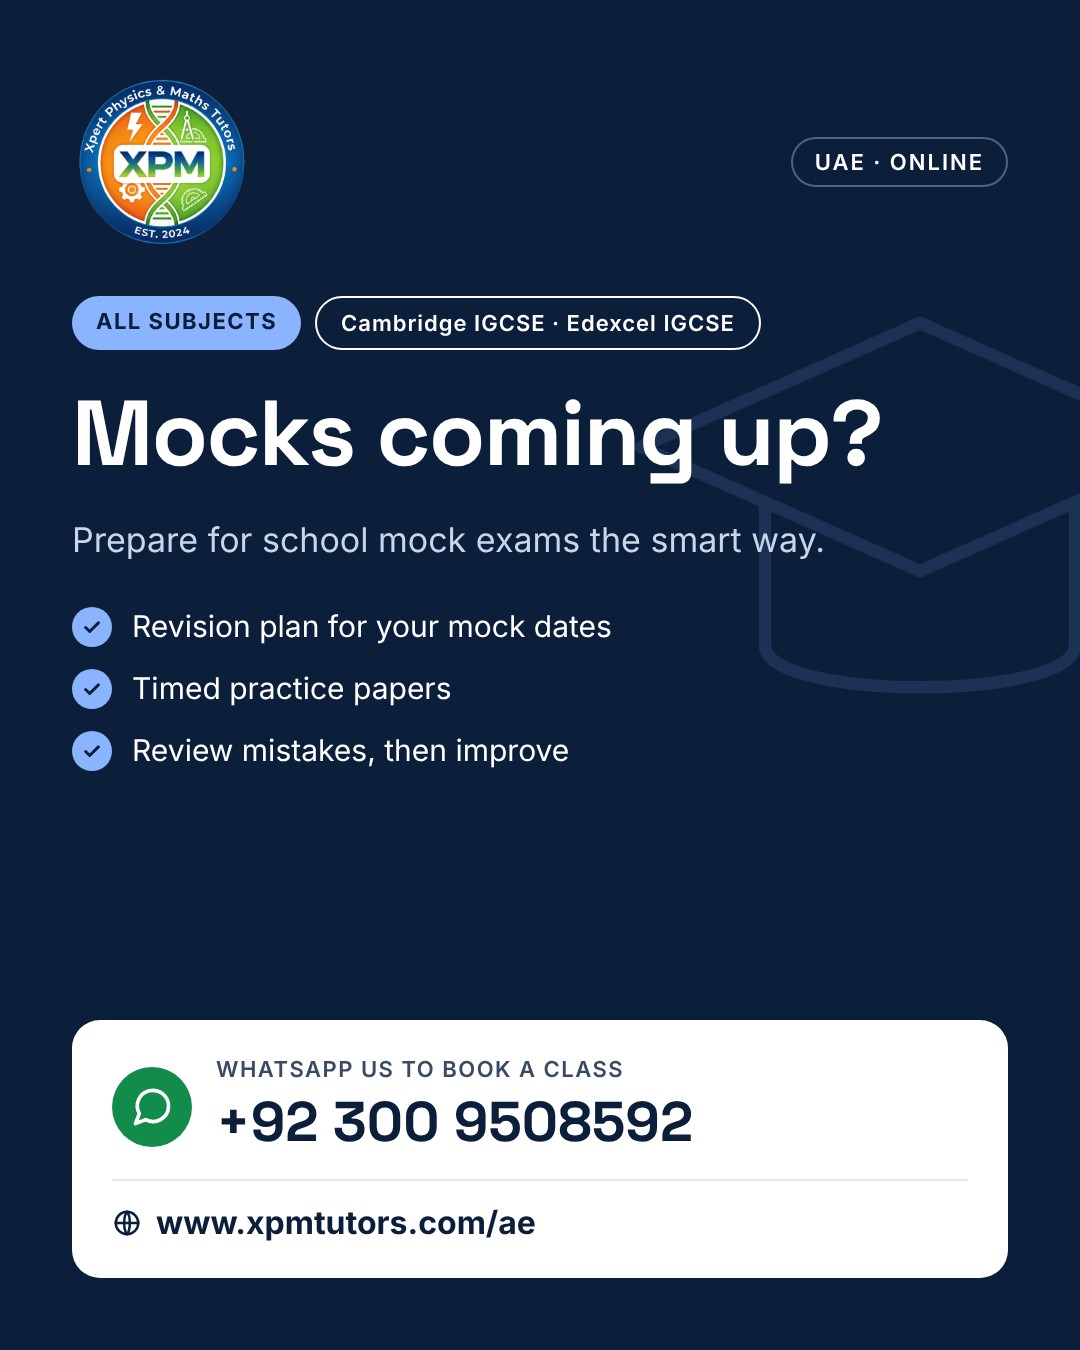 Xpert Physics & Maths Tutors
XPM
EST. 2024
UAE · ONLINE
ALL SUBJECTS
Cambridge IGCSE · Edexcel IGCSE
Mocks coming up?
Prepare for school mock exams the smart way.
Revision plan for your mock dates
Timed practice papers
Review mistakes, then improve
WHATSAPP US TO BOOK A CLASS
+92 300 9508592
www.xpmtutors.com/ae